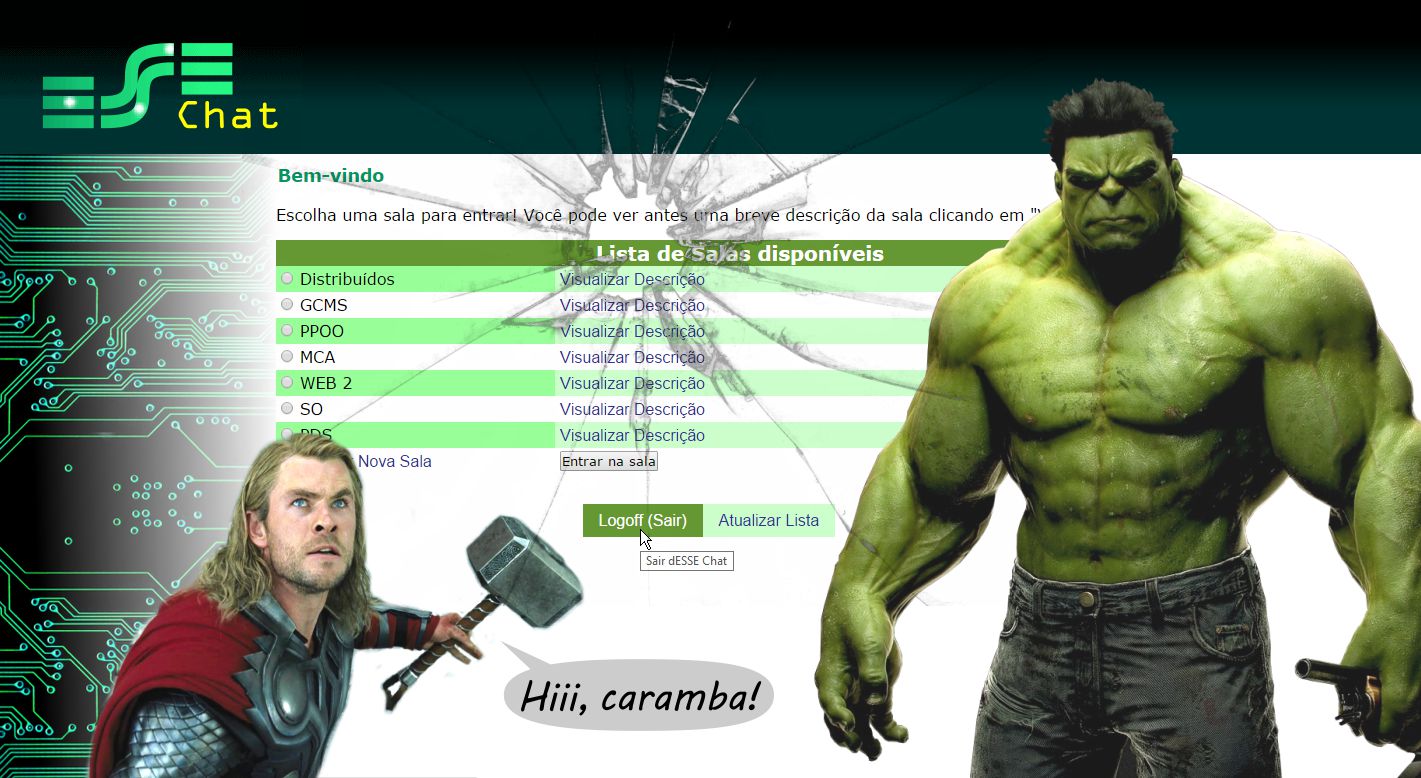 ESSE
Chat
Bem-vindo
Escolha uma sala para entrar! Você pode ver antes uma breve descrição da sala clicando em "
Lista de Salas disponíveis
Distribuídos Visualizar Descrição
GCMS Visualizar Descrição
PPOO Visualizar Descrição
MCA Visualizar Descrição
WEB 2 Visualizar Descrição
SO Visualizar Descrição
PDS Visualizar Descrição
Nova Sala Entrar na sala
Logoff (Sair) Atualizar Lista
Sair dESSE Chat
Hiii, caramba!